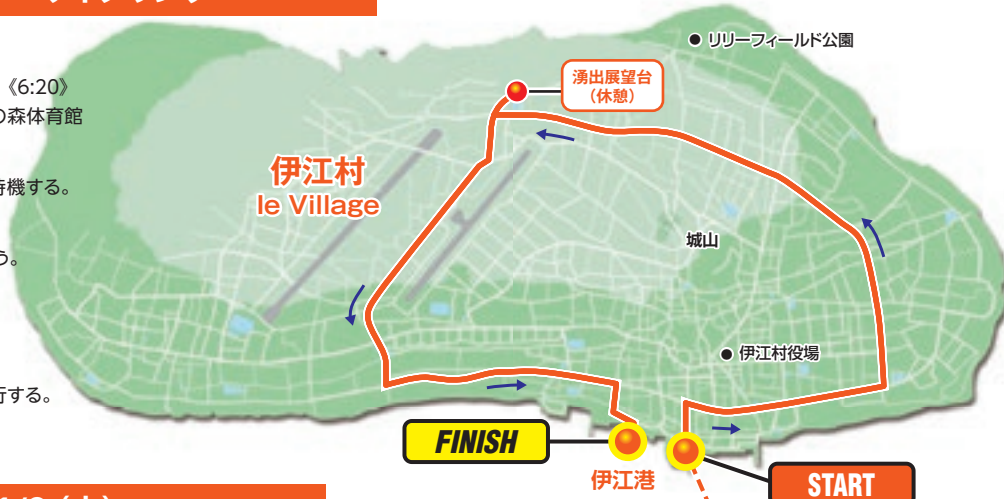 《6:20》
の森体育館
待機する。
う。
行する。
リリーフィールド公園
湧出展望台
(休憩)
伊江村
Ie Village
城山
伊江村役場
FINISH
伊江港
START